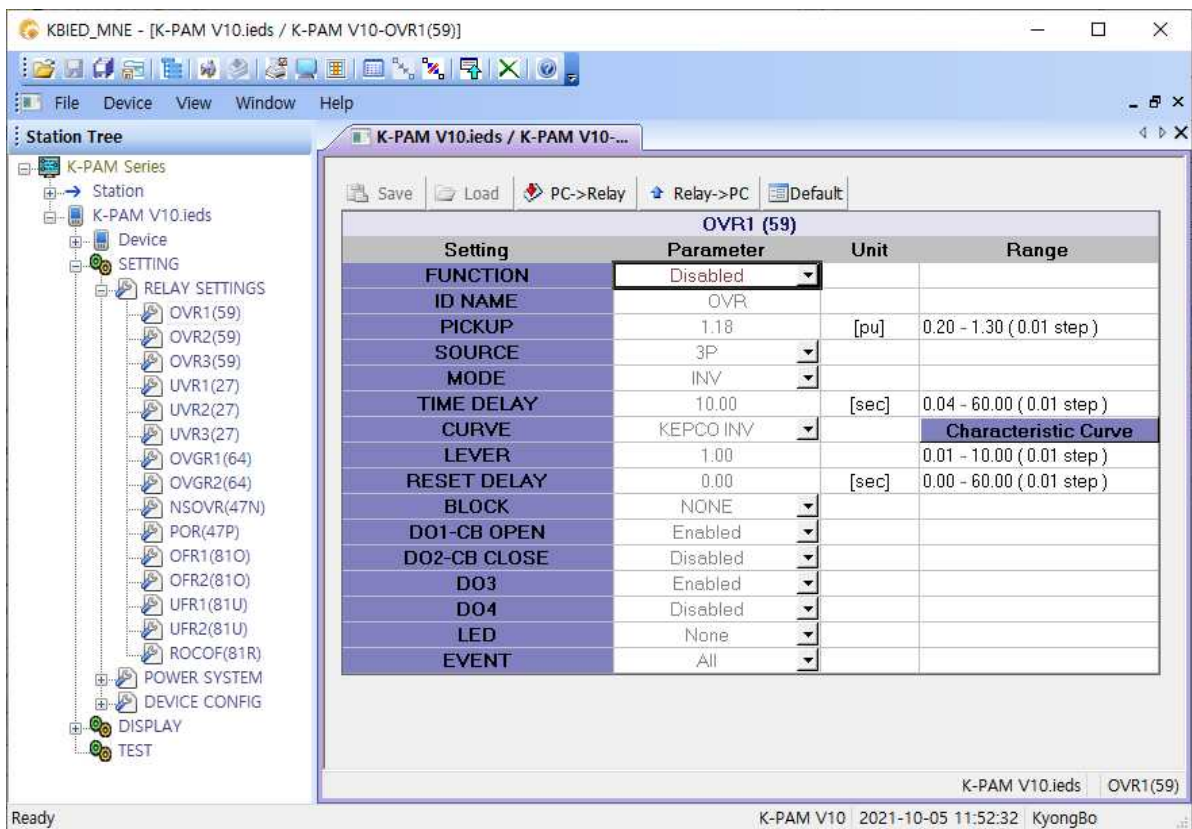 KBIED_MNE - [K-PAM V10.ieds / K-PAM V10-OVR1(59)]
File Device View Window Help
Station Tree
K-PAM V10.ieds / K-PAM V10-...
K-PAM Series
Station
K-PAM V10.ieds
Device
SETTING
RELAY SETTINGS
OVR1(59)
OVR2(59)
OVR3(59)
UVR1(27)
UVR2(27)
UVR3(27)
OVGR1(64)
OVGR2(64)
NSOVR(47N)
POR(47P)
OFR1(81O)
OFR2(81O)
UFR1(81U)
UFR2(81U)
ROCOF(81R)
POWER SYSTEM
DEVICE CONFIG
DISPLAY
TEST
Save Load PC->Relay Relay->PC Default
OVR1 (59)
Setting Parameter Unit Range
FUNCTION Disabled
ID NAME OVR
PICKUP 1.18 [pu] 0.20 - 1.30 ( 0.01 step )
SOURCE 3P
MODE INV
TIME DELAY 10.00 [sec] 0.04 - 60.00 ( 0.01 step )
CURVE KEPCO INV Characteristic Curve
LEVER 1.00 0.01 - 10.00 ( 0.01 step )
RESET DELAY 0.00 [sec] 0.00 - 60.00 ( 0.01 step )
BLOCK NONE
DO1-CB OPEN Enabled
DO2-CB CLOSE Disabled
DO3 Enabled
DO4 Disabled
LED None
EVENT All
K-PAM V10.ieds OVR1(59)
Ready K-PAM V10 2021-10-05 11:52:32 KyongBo